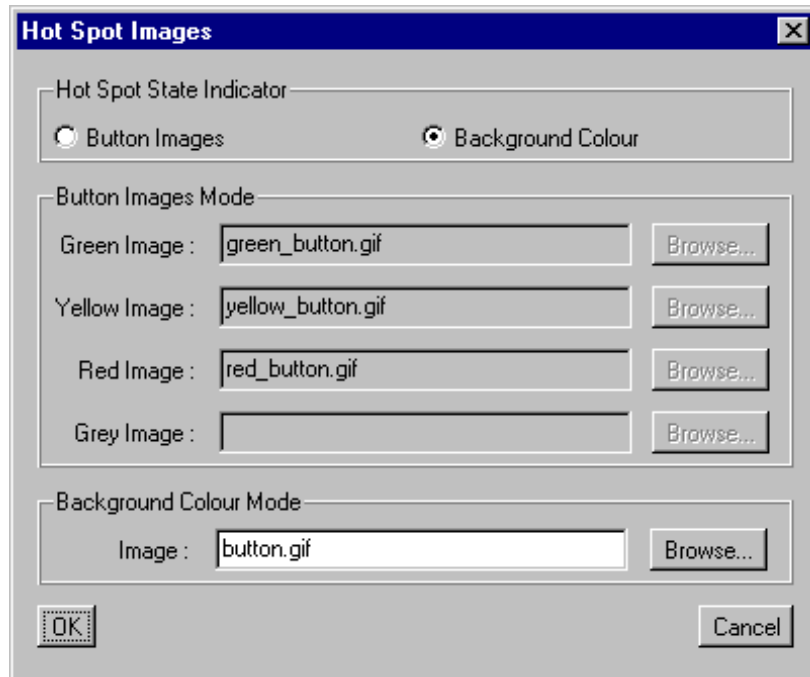 Hot Spot Images
Hot Spot State Indicator
Button Images Background Colour
Button Images Mode
Green Image : green_button.gif Browse...
Yellow Image : yellow_button.gif Browse...
Red Image : red_button.gif Browse...
Grey Image : Browse...
Background Colour Mode
Image : button.gif Browse...
OK Cancel